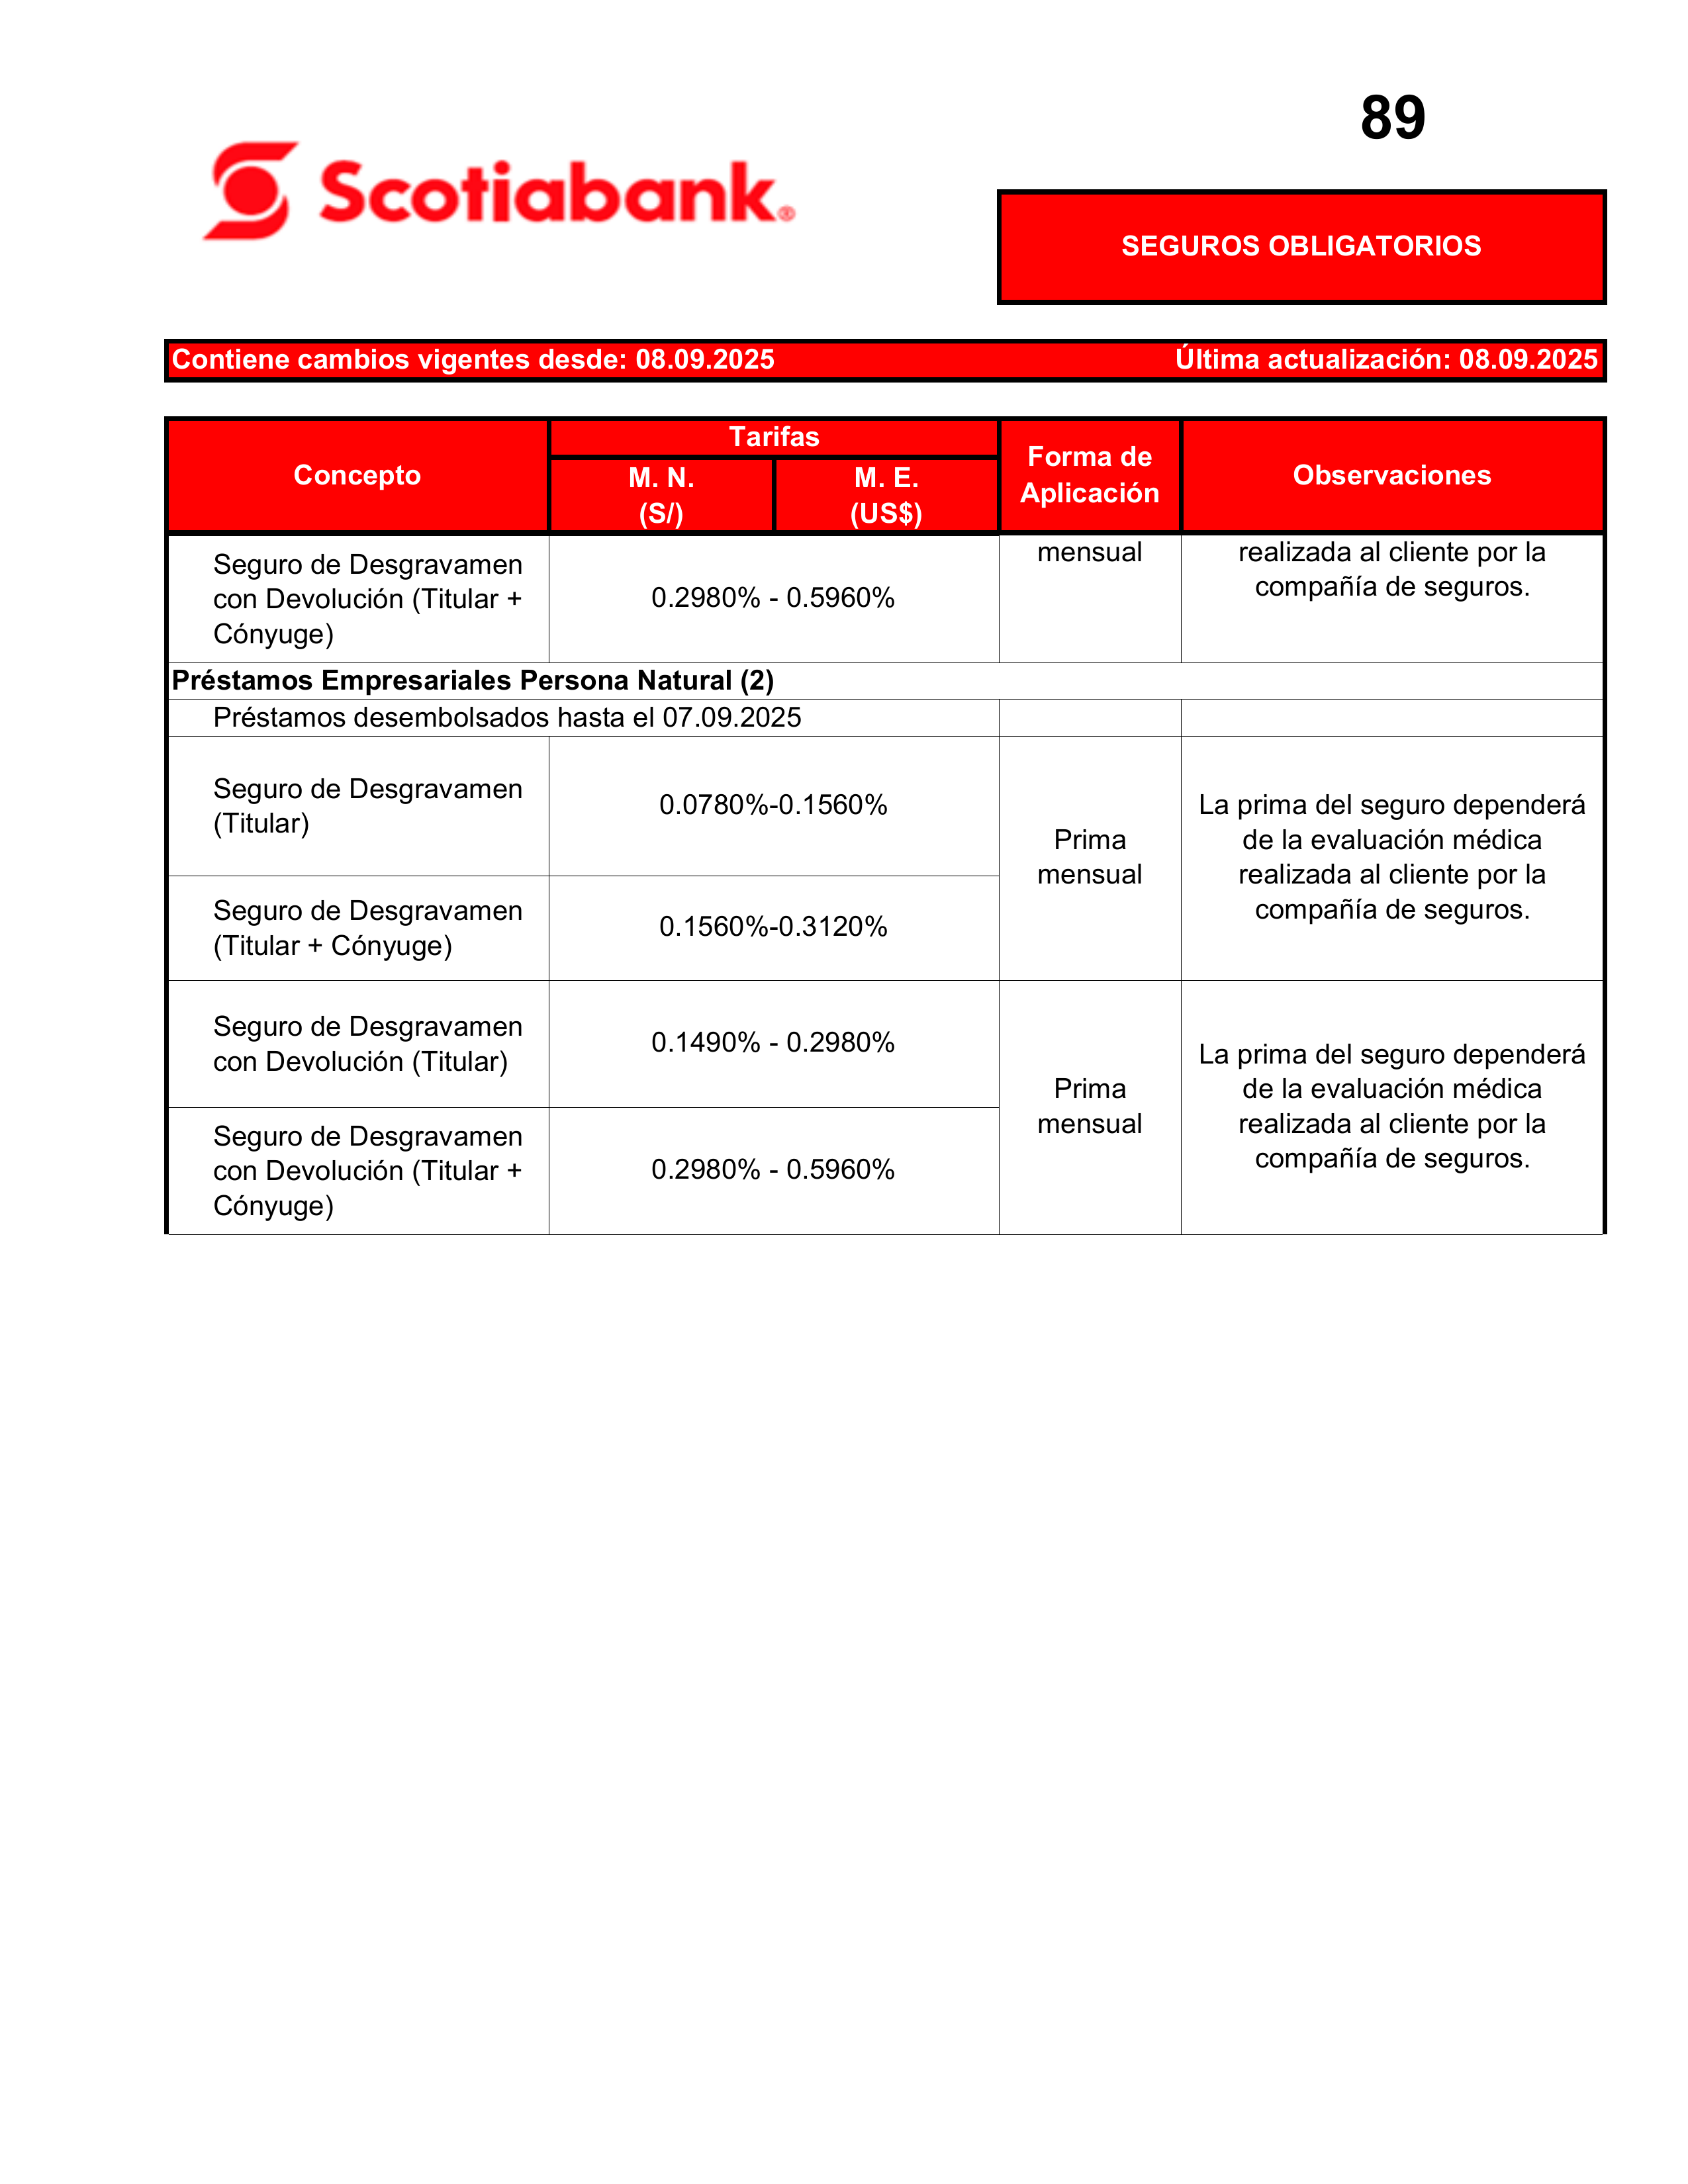 89
Scotiabank®
SEGUROS OBLIGATORIOS
Contiene cambios vigentes desde: 08.09.2025 Última actualización: 08.09.2025
Concepto
Tarifas
M. N.
(S/)
M. E.
(US$)
Forma de
Aplicación
Observaciones
Seguro de Desgravamen
con Devolución (Titular +
Cónyuge)
0.2980% - 0.5960%
mensual
realizada al cliente por la
compañía de seguros.
Préstamos Empresariales Persona Natural (2)
Préstamos desembolsados hasta el 07.09.2025
Seguro de Desgravamen
(Titular)
0.0780%-0.1560%
Prima
mensual
La prima del seguro dependerá
de la evaluación médica
realizada al cliente por la
compañía de seguros.
Seguro de Desgravamen
(Titular + Cónyuge)
0.1560%-0.3120%
Seguro de Desgravamen
con Devolución (Titular)
0.1490% - 0.2980%
Prima
mensual
La prima del seguro dependerá
de la evaluación médica
realizada al cliente por la
compañía de seguros.
Seguro de Desgravamen
con Devolución (Titular +
Cónyuge)
0.2980% - 0.5960%